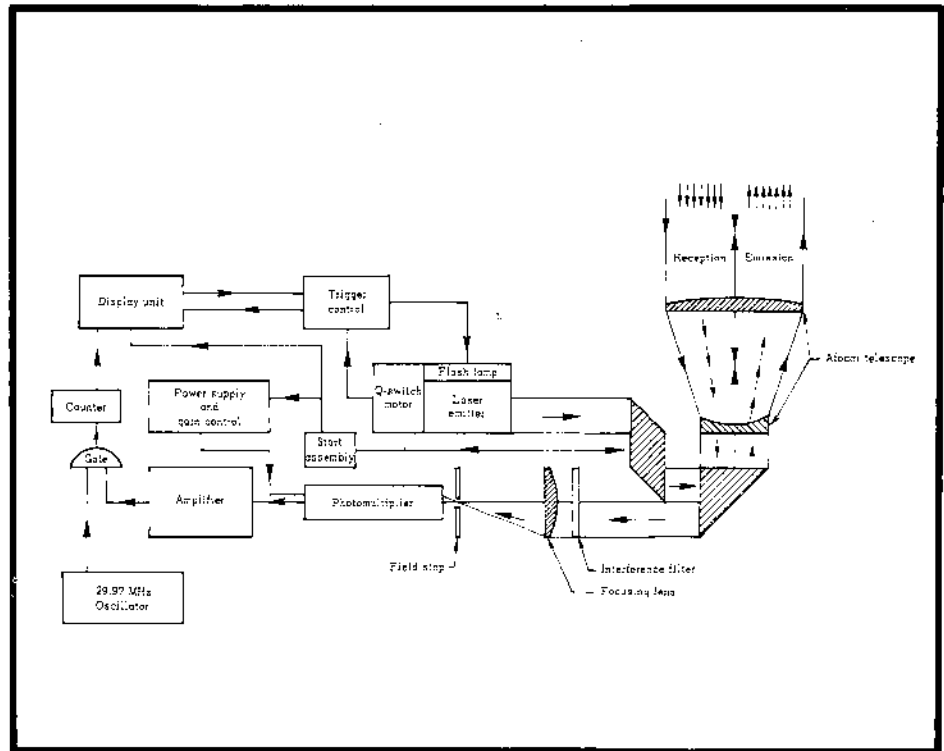 Reception
Emission
Display unit
Trigger
control
Afocal telescope
Flash lamp
Q-switch
motor
Laser
emitter
Power supply
and
gain control
Counter
Start
assembly
Gate
Amplifier
Photomultiplier
Field stop
Interference filter
Focusing lens
29.97 MHz
Oscillator